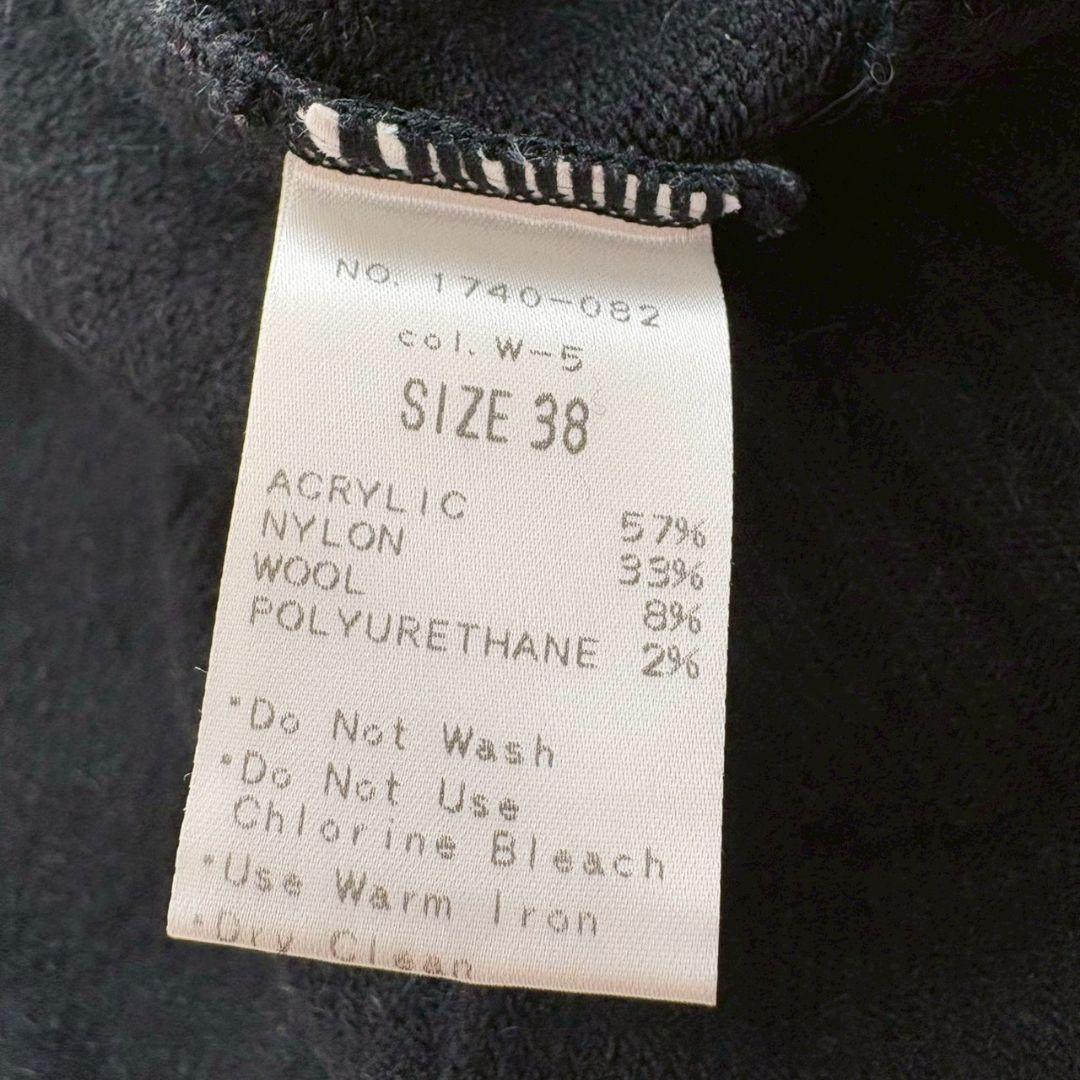 NO. 1740-082
col. W-5
SIZE 38
ACRYLIC 57%
NYLON 33%
WOOL 8%
POLYURETHANE 2%
·Do Not Wash
·Do Not Use
Chlorine Bleach
·Use Warm Iron
·Dry Clean